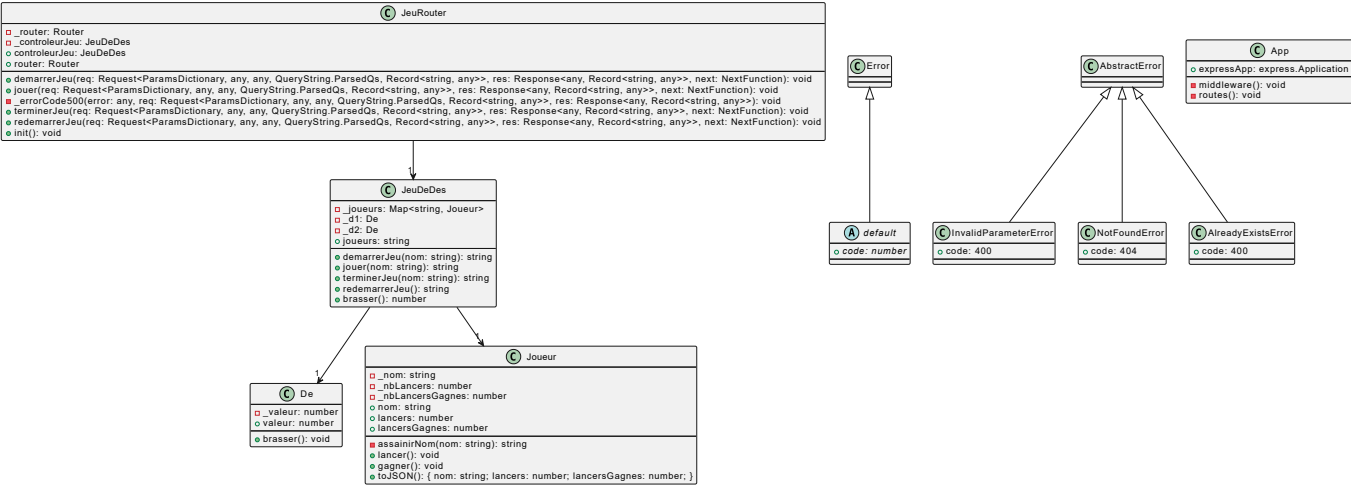 C JeuRouter
_router: Router
_controleurJeu: JeuDeDes
controleurJeu: JeuDeDes
router: Router
demarrerJeu(req: Request<ParamsDictionary, any, any, QueryString.ParsedQs, Record<string, any>>, res: Response<any, Record<string, any>>, next: NextFunction): void
jouer(req: Request<ParamsDictionary, any, any, QueryString.ParsedQs, Record<string, any>>, res: Response<any, Record<string, any>>, next: NextFunction): void
_errorCode500(error: any, req: Request<ParamsDictionary, any, any, QueryString.ParsedQs, Record<string, any>>, res: Response<any, Record<string, any>>): void
terminerJeu(req: Request<ParamsDictionary, any, any, QueryString.ParsedQs, Record<string, any>>, res: Response<any, Record<string, any>>, next: NextFunction): void
redemarrerJeu(req: Request<ParamsDictionary, any, any, QueryString.ParsedQs, Record<string, any>>, res: Response<any, Record<string, any>>, next: NextFunction): void
init(): void
C Error
C AbstractError
C App
expressApp: express.Application
middleware(): void
routes(): void
1
C JeuDeDes
_joueurs: Map<string, Joueur>
_d1: De
_d2: De
joueurs: string
demarrerJeu(nom: string): string
jouer(nom: string): string
terminerJeu(nom: string): string
redemarrerJeu(): string
brasser(): number
A default
code: number
C InvalidParameterError
code: 400
C NotFoundError
code: 404
C AlreadyExistsError
code: 400
1
1
C De
_valeur: number
valeur: number
brasser(): void
C Joueur
_nom: string
_nbLancers: number
_nbLancersGagnes: number
nom: string
lancers: number
lancersGagnes: number
assainirNom(nom: string): string
lancer(): void
gagner(): void
toJSON(): { nom: string; lancers: number; lancersGagnes: number; }